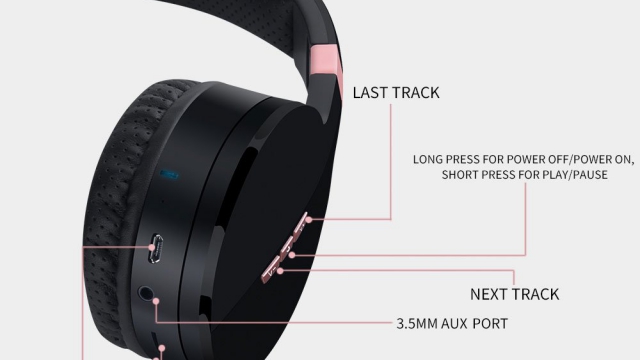 LAST TRACK
LONG PRESS FOR POWER OFF/POWER ON,
SHORT PRESS FOR PLAY/PAUSE
NEXT TRACK
3.5MM AUX PORT